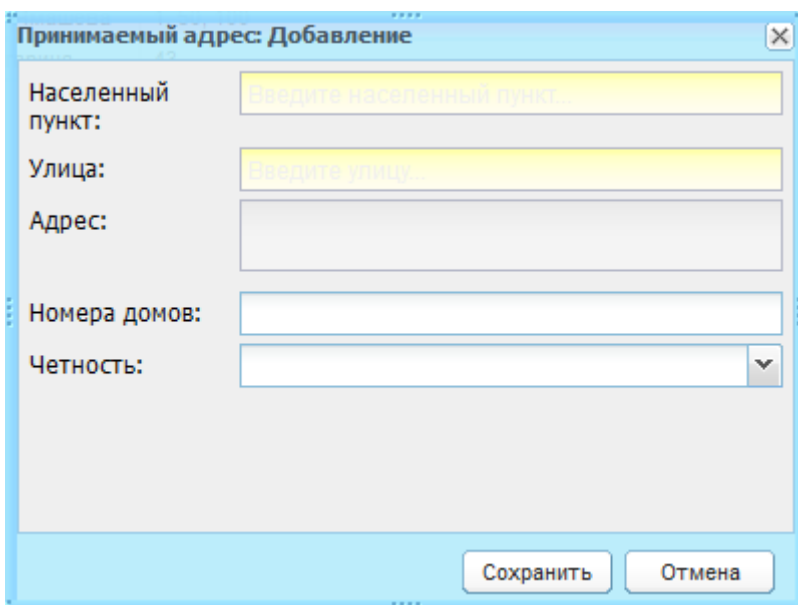 Принимаемый адрес: Добавление
Населенный
пункт:
Введите населенный пункт...
Улица:
Введите улицу...
Адрес:
Номера домов:
Четность:
Сохранить
Отмена